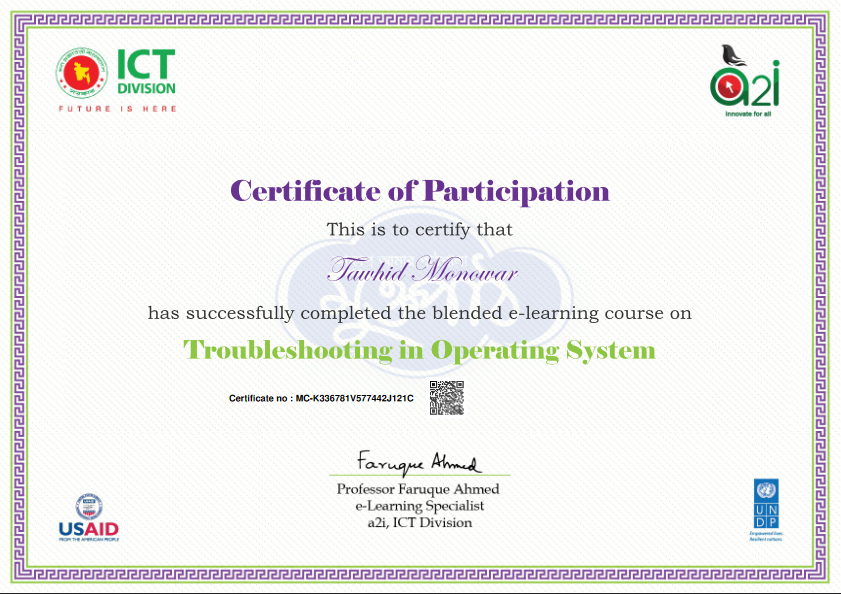 ICT
DIVISION
FUTURE IS HERE
a2i
innovate for all
Certificate of Participation
This is to certify that
Tawhid Monowar
has successfully completed the blended e-learning course on
Troubleshooting in Operating System
Certificate no : MC-K336781V577442J121C
Faruque Ahmed
Professor Faruque Ahmed
e-Learning Specialist
a2i, ICT Division
USAID
FROM THE AMERICAN PEOPLE
U N
D P
Empowered lives.
Resilient nations.